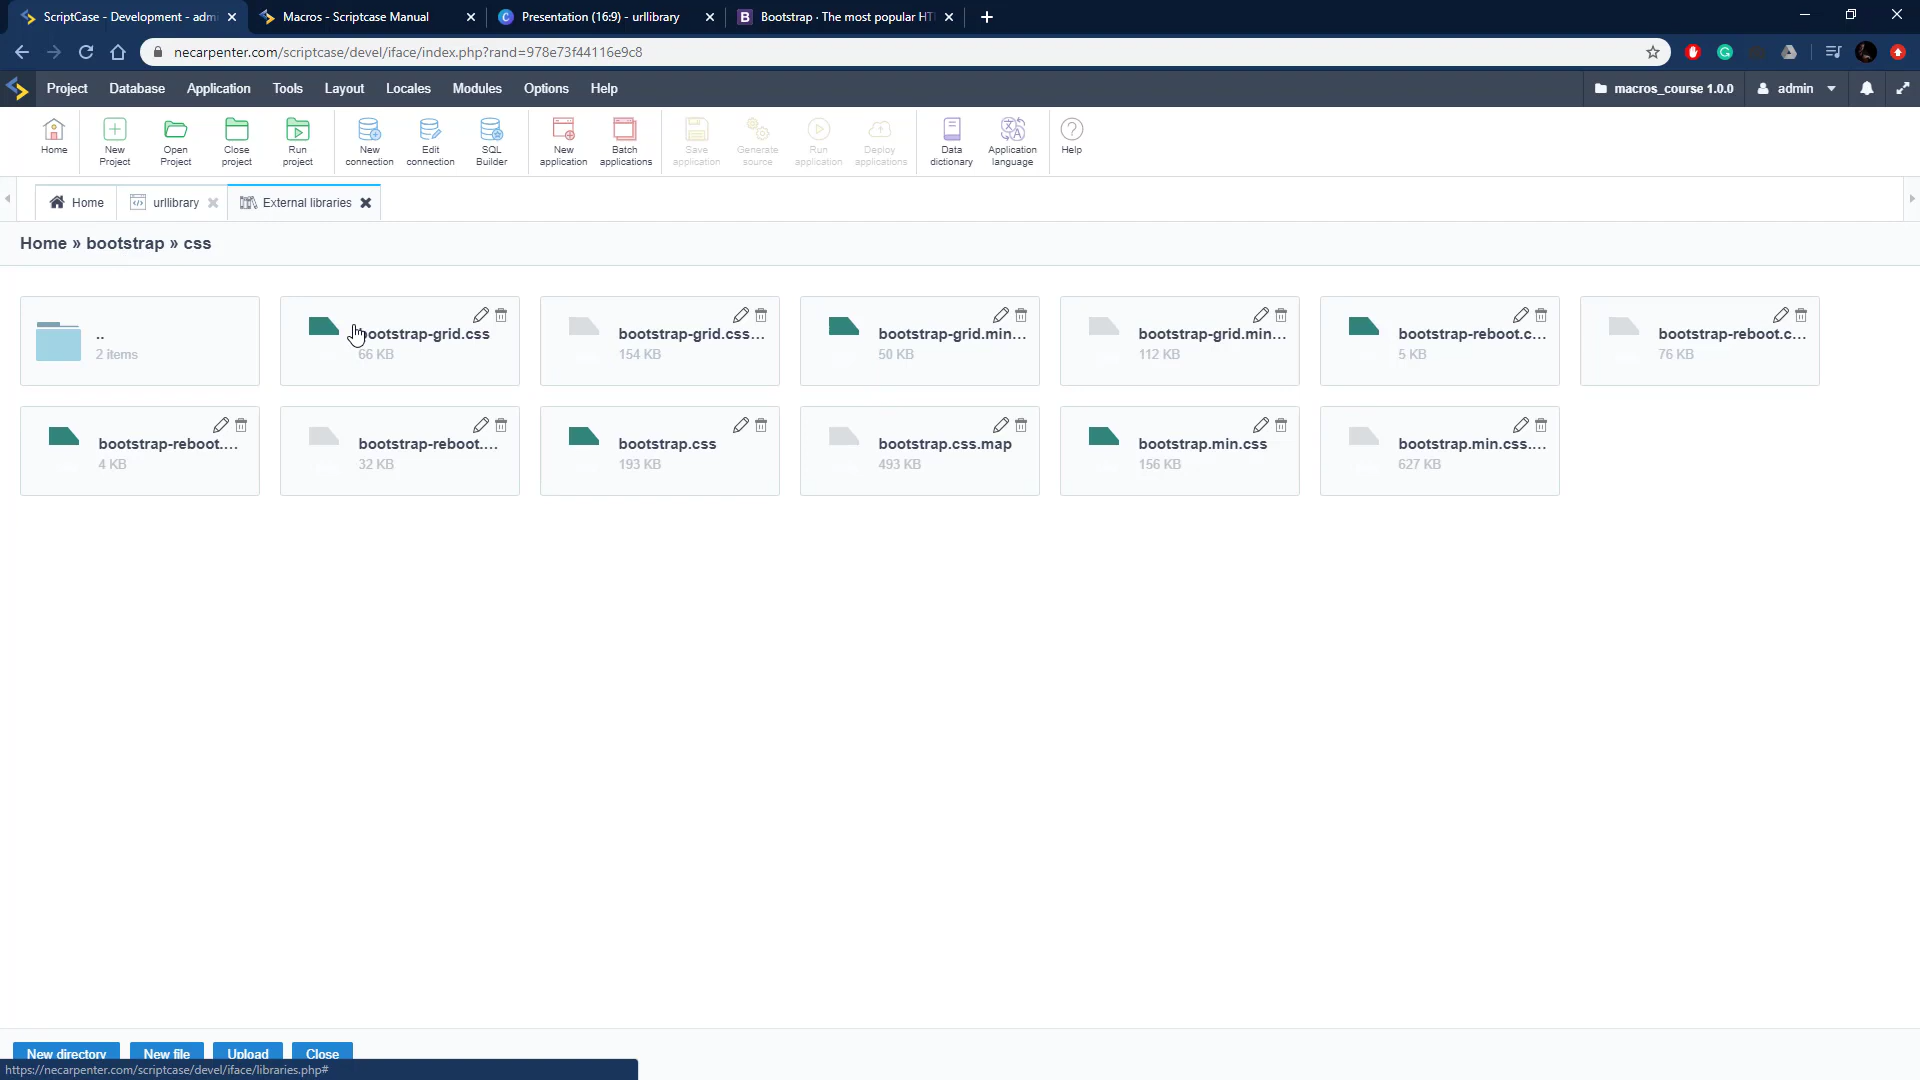 ScriptCase - Development - adm
Macros - Scriptcase Manual
Presentation (16:9) - urllibrary
Bootstrap · The most popular HT
necarpenter.com/scriptcase/devel/iface/index.php?rand=978e73f44116e9c8
Project Database Application Tools Layout Locales Modules Options Help
macros_course 1.0.0
admin
Home
New Project
Open Project
Close project
Run project
New connection
Edit connection
SQL Builder
New application
Batch applications
Save application
Generate source
Run application
Deploy applications
Data dictionary
Application language
Help
Home
urllibrary
External libraries
Home » bootstrap » css
..
2 items
bootstrap-grid.css
66 KB
bootstrap-grid.css...
154 KB
bootstrap-grid.min...
50 KB
bootstrap-grid.min...
112 KB
bootstrap-reboot.c...
5 KB
bootstrap-reboot.c...
76 KB
bootstrap-reboot....
4 KB
bootstrap-reboot....
32 KB
bootstrap.css
193 KB
bootstrap.css.map
493 KB
bootstrap.min.css
156 KB
bootstrap.min.css....
627 KB
New directory
New file
Upload
Close
https://necarpenter.com/scriptcase/devel/iface/libraries.php#